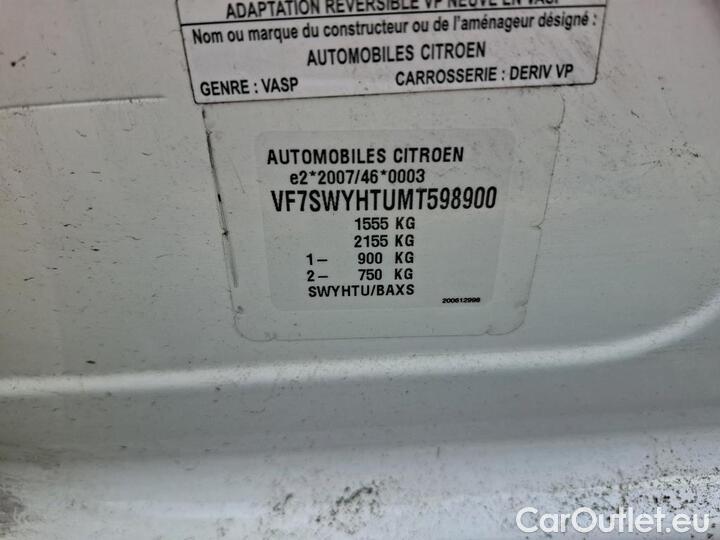 ADAPTATION REVERSIBLE VP NEUVE EN VASP
Nom ou marque du constructeur ou de l'aménageur désigné :
AUTOMOBILES CITROEN
GENRE : VASP CARROSSERIE : DERIV VP
AUTOMOBILES CITROEN
e2*2007/46*0003
VF7SWYHTUMT598900
1555 KG
2155 KG
1– 900 KG
2– 750 KG
SWYHTU/BAXS
200612998
CarOutlet.eu